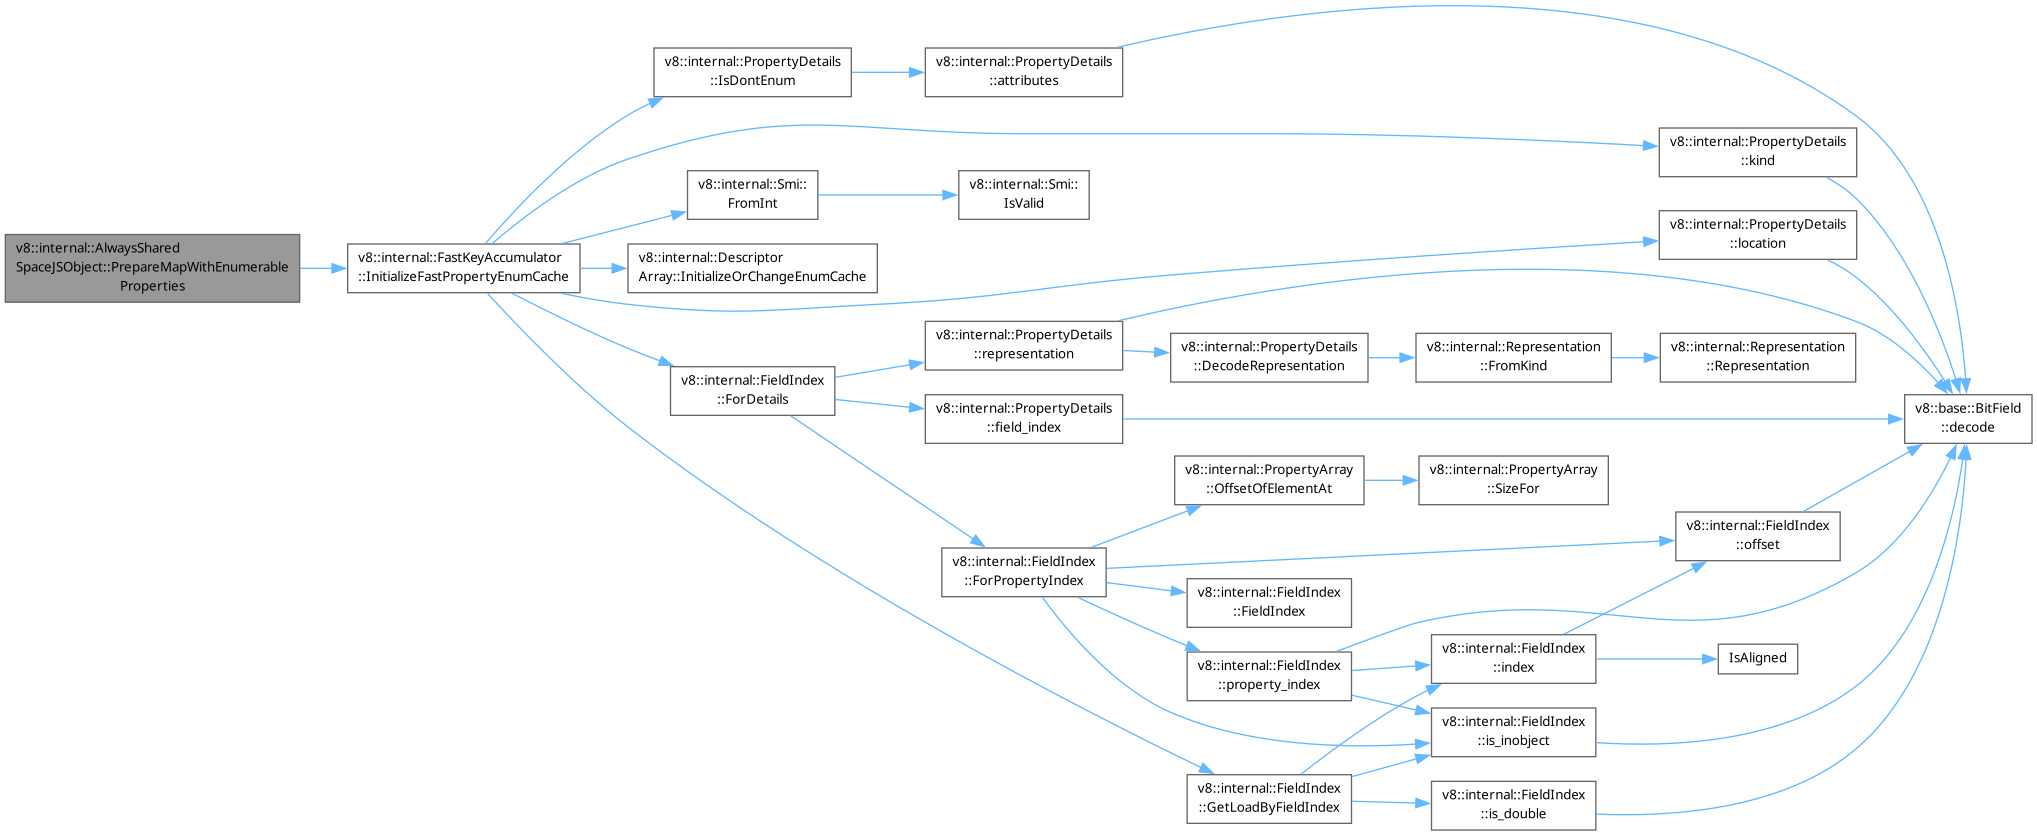 v8::internal::AlwaysShared
SpaceJSObject::PrepareMapWithEnumerable
Properties
v8::internal::FastKeyAccumulator
::InitializeFastPropertyEnumCache
v8::internal::PropertyDetails
::IsDontEnum
v8::internal::PropertyDetails
::attributes
v8::internal::PropertyDetails
::kind
v8::internal::Smi::
FromInt
v8::internal::Smi::
IsValid
v8::internal::Descriptor
Array::InitializeOrChangeEnumCache
v8::internal::PropertyDetails
::location
v8::internal::FieldIndex
::ForDetails
v8::internal::PropertyDetails
::representation
v8::internal::PropertyDetails
::DecodeRepresentation
v8::internal::Representation
::FromKind
v8::internal::Representation
::Representation
v8::internal::PropertyDetails
::field_index
v8::base::BitField
::decode
v8::internal::PropertyArray
::OffsetOfElementAt
v8::internal::PropertyArray
::SizeFor
v8::internal::FieldIndex
::ForPropertyIndex
v8::internal::FieldIndex
::offset
v8::internal::FieldIndex
::FieldIndex
v8::internal::FieldIndex
::property_index
v8::internal::FieldIndex
::index
IsAligned
v8::internal::FieldIndex
::is_inobject
v8::internal::FieldIndex
::GetLoadByFieldIndex
v8::internal::FieldIndex
::is_double